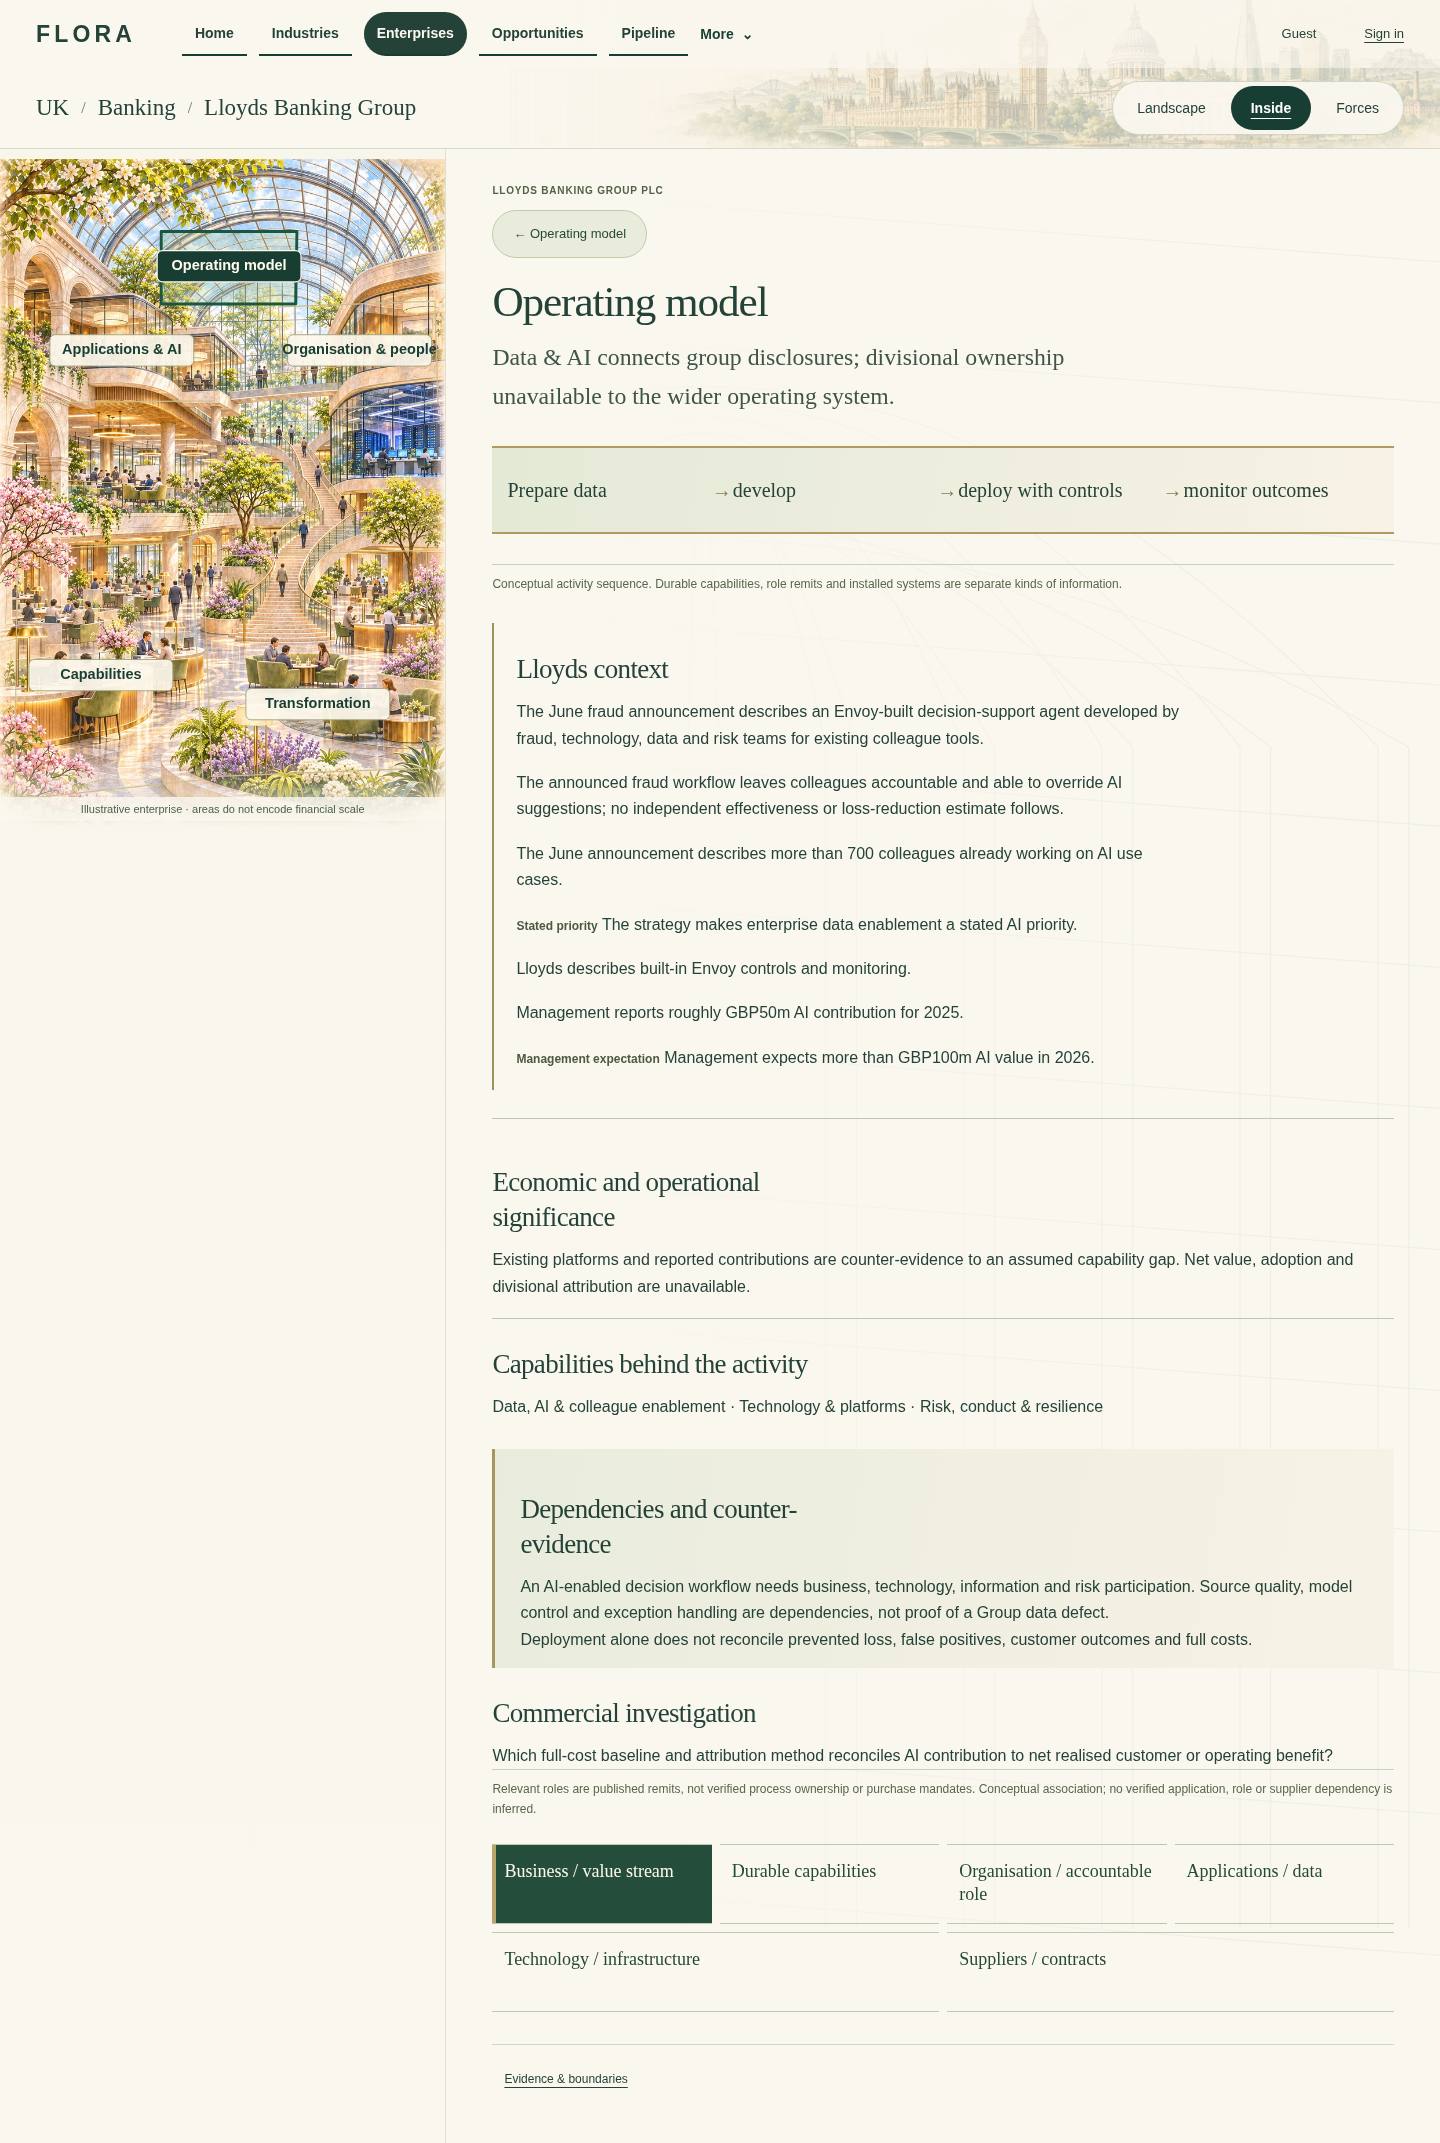 FLORA
Home
Industries
Enterprises
Opportunities
Pipeline
More ⌄
Guest
Sign in
UK / Banking / Lloyds Banking Group
Landscape
Inside
Forces
Operating model
Applications & AI
Organisation & people
Capabilities
Transformation
Illustrative enterprise · areas do not encode financial scale
LLOYDS BANKING GROUP PLC
← Operating model
Operating model
Data & AI connects group disclosures; divisional ownership
unavailable to the wider operating system.
Prepare data → develop → deploy with controls → monitor outcomes
Conceptual activity sequence. Durable capabilities, role remits and installed systems are separate kinds of information.
Lloyds context
The June fraud announcement describes an Envoy-built decision-support agent developed by
fraud, technology, data and risk teams for existing colleague tools.
The announced fraud workflow leaves colleagues accountable and able to override AI
suggestions; no independent effectiveness or loss-reduction estimate follows.
The June announcement describes more than 700 colleagues already working on AI use
cases.
Stated priority The strategy makes enterprise data enablement a stated AI priority.
Lloyds describes built-in Envoy controls and monitoring.
Management reports roughly GBP50m AI contribution for 2025.
Management expectation Management expects more than GBP100m AI value in 2026.
Economic and operational
significance
Existing platforms and reported contributions are counter-evidence to an assumed capability gap. Net value, adoption and
divisional attribution are unavailable.
Capabilities behind the activity
Data, AI & colleague enablement · Technology & platforms · Risk, conduct & resilience
Dependencies and counter-
evidence
An AI-enabled decision workflow needs business, technology, information and risk participation. Source quality, model
control and exception handling are dependencies, not proof of a Group data defect.
Deployment alone does not reconcile prevented loss, false positives, customer outcomes and full costs.
Commercial investigation
Which full-cost baseline and attribution method reconciles AI contribution to net realised customer or operating benefit?
Relevant roles are published remits, not verified process ownership or purchase mandates. Conceptual association; no verified application, role or supplier dependency is
inferred.
Business / value stream
Durable capabilities
Organisation / accountable
role
Applications / data
Technology / infrastructure
Suppliers / contracts
Evidence & boundaries